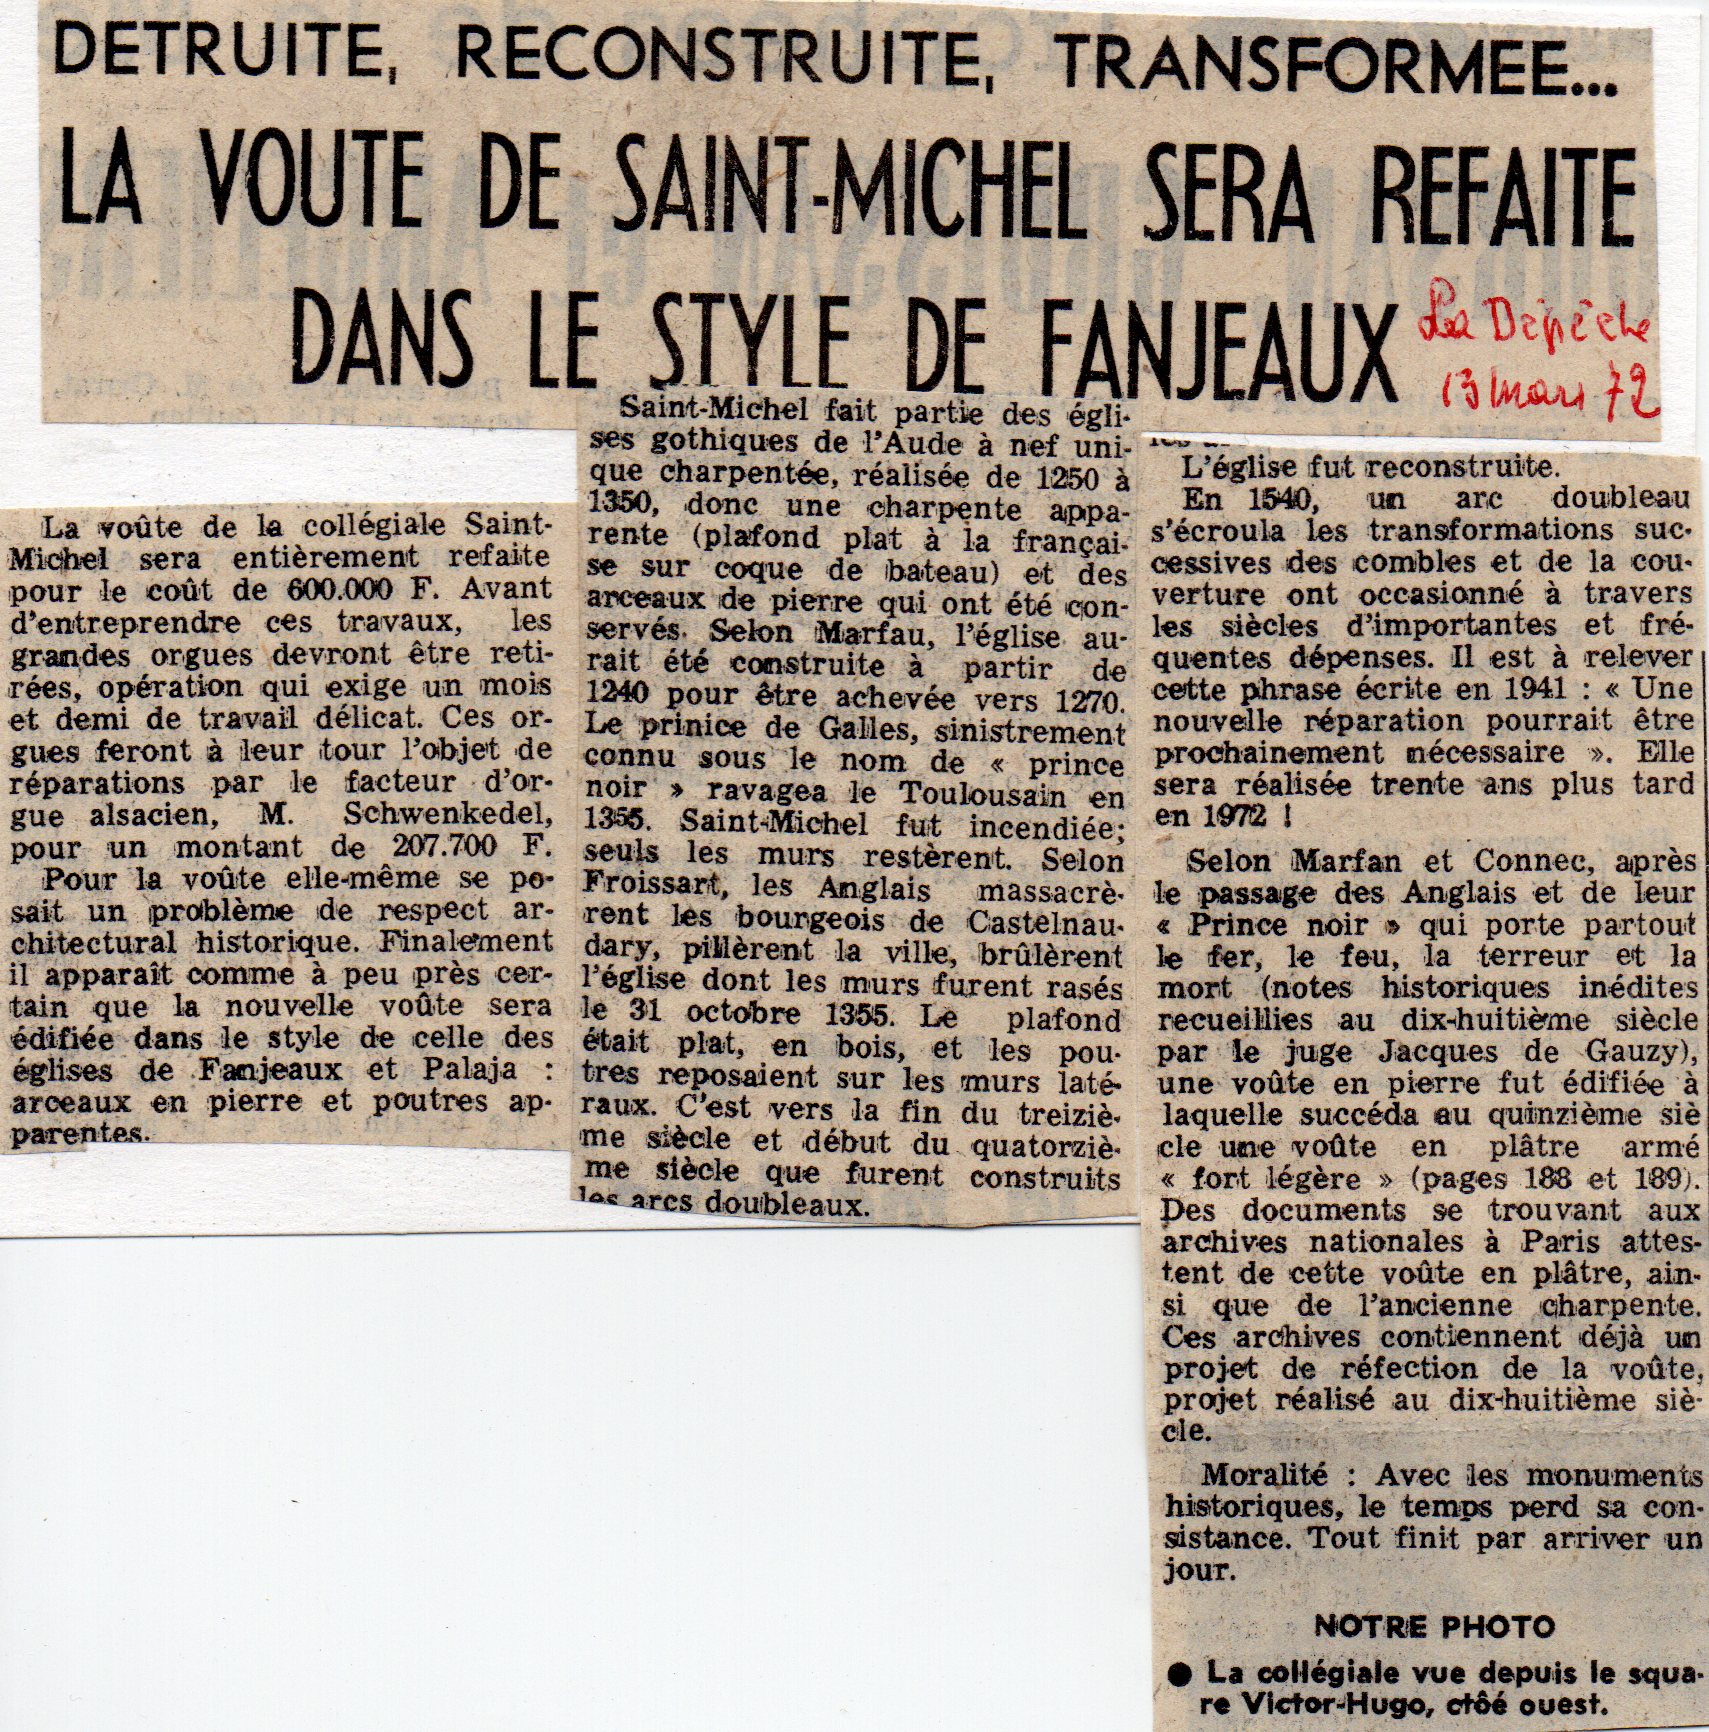 DETRUITE, RECONSTRUITE, TRANSFORMEE...
LA VOUTE DE SAINT-MICHEL SERA REFAITE
DANS LE STYLE DE FANJEAUX
La Dépêche
13 mars 72
La voûte de la collégiale Saint-
Michel sera entièrement refaite
pour le coût de 600.000 F. Avant
d'entreprendre ces travaux, les
grandes orgues devront être reti-
rées, opération qui exige un mois
et demi de travail délicat. Ces or-
gues feront à leur tour l'objet de
réparations par le facteur d'or-
gue alsacien, M. Schwenkedel,
pour un montant de 207.700 F.
Pour la voûte elle-même se po-
sait un problème de respect ar-
chitectural historique. Finalement
il apparaît comme à peu près cer-
tain que la nouvelle voûte sera
édifiée dans le style de celle des
églises de Fanjeaux et Palaja :
arceaux en pierre et poutres ap-
parentes.
Saint-Michel fait partie des égli-
ses gothiques de l'Aude à nef uni-
que charpentée, réalisée de 1250 à
1350, donc une charpente appa-
rente (plafond plat à la françai-
se sur coque de bateau) et des
arceaux de pierre qui ont été con-
servés. Selon Marfau, l'église au-
rait été construite à partir de
1240 pour être achevée vers 1270.
Le prinice de Galles, sinistrement
connu sous le nom de « prince
noir » ravagea le Toulousain en
1355. Saint-Michel fut incendiée;
seuls les murs restèrent. Selon
Froissart, les Anglais massacrè-
rent les bourgeois de Castelnau-
dary, pillèrent la ville, brûlèrent
l'église dont les murs furent rasés
le 31 octobre 1355. Le plafond
était plat, en bois, et les pou-
tres reposaient sur les murs laté-
raux. C'est vers la fin du treiziè-
me siècle et début du quatorziè-
me siècle que furent construits
les arcs doubleaux.
L'église fut reconstruite.
En 1540, un arc doubleau
s'écroula les transformations suc-
cessives des combles et de la cou-
verture ont occasionné à travers
les siècles d'importantes et fré-
quentes dépenses. Il est à relever
cette phrase écrite en 1941 : « Une
nouvelle réparation pourrait être
prochainement nécessaire ». Elle
sera réalisée trente ans plus tard
en 1972 !
Selon Marfan et Connec, après
le passage des Anglais et de leur
« Prince noir » qui porte partout
le fer, le feu, la terreur et la
mort (notes historiques inédites
recueillies au dix-huitième siècle
par le juge Jacques de Gauzy),
une voûte en pierre fut édifiée à
laquelle succéda au quinzième siè
cle une voûte en plâtre armé
« fort légère » (pages 188 et 189).
Des documents se trouvant aux
archives nationales à Paris attes-
tent de cette voûte en plâtre, ain-
si que de l'ancienne charpente.
Ces archives contiennent déjà un
projet de réfection de la voûte,
projet réalisé au dix-huitième siè-
cle.
Moralité : Avec les monuments
historiques, le temps perd sa con-
sistance. Tout finit par arriver un
jour.
NOTRE PHOTO
● La collégiale vue depuis le squa-
re Victor-Hugo, ctôé ouest.